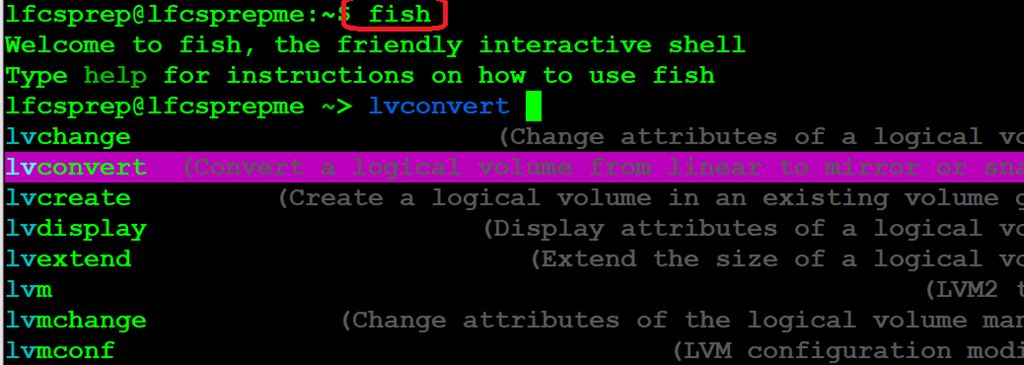 lfcsprep@lfcsprepme:~$ fish
Welcome to fish, the friendly interactive shell
Type help for instructions on how to use fish
lfcsprep@lfcsprepme ~> lvconvert
lvchange (Change attributes of a logical vo
lvconvert (Convert a logical volume from linear to mirror or sna
lvcreate (Create a logical volume in an existing volume g
lvdisplay (Display attributes of a logical vo
lvextend (Extend the size of a logical vo
lvm (LVM2 t
lvmchange (Change attributes of the logical volume man
lvmconf (LVM configuration modi